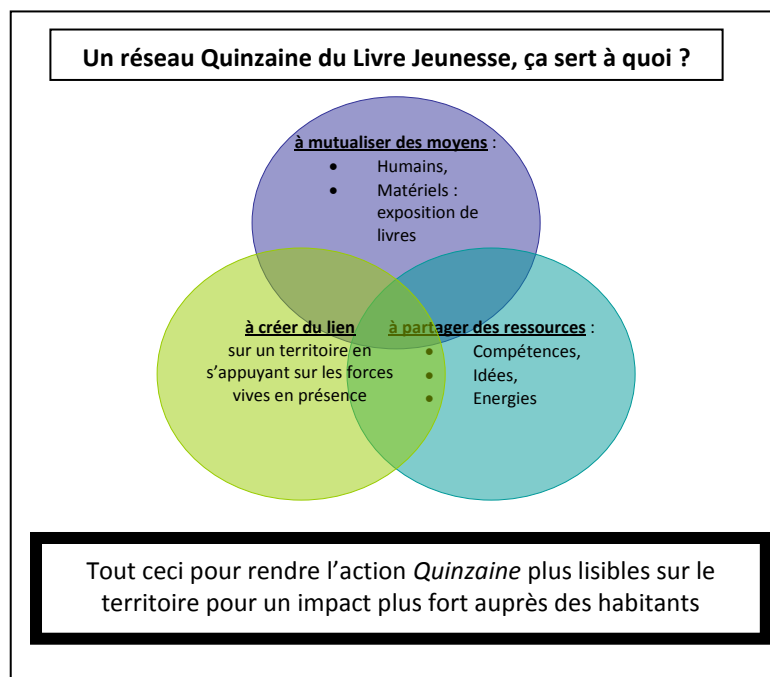 Un réseau Quinzaine du Livre Jeunesse, ça sert à quoi ?
à mutualiser des moyens :
• Humains,
• Matériels :
exposition de
livres
à créer du lien
sur un territoire en
s'appuyant sur les forces
vives en présence
à partager des ressources :
• Compétences,
• Idées,
• Energies
Tout ceci pour rendre l'action Quinzaine plus lisibles sur le
territoire pour un impact plus fort auprès des habitants